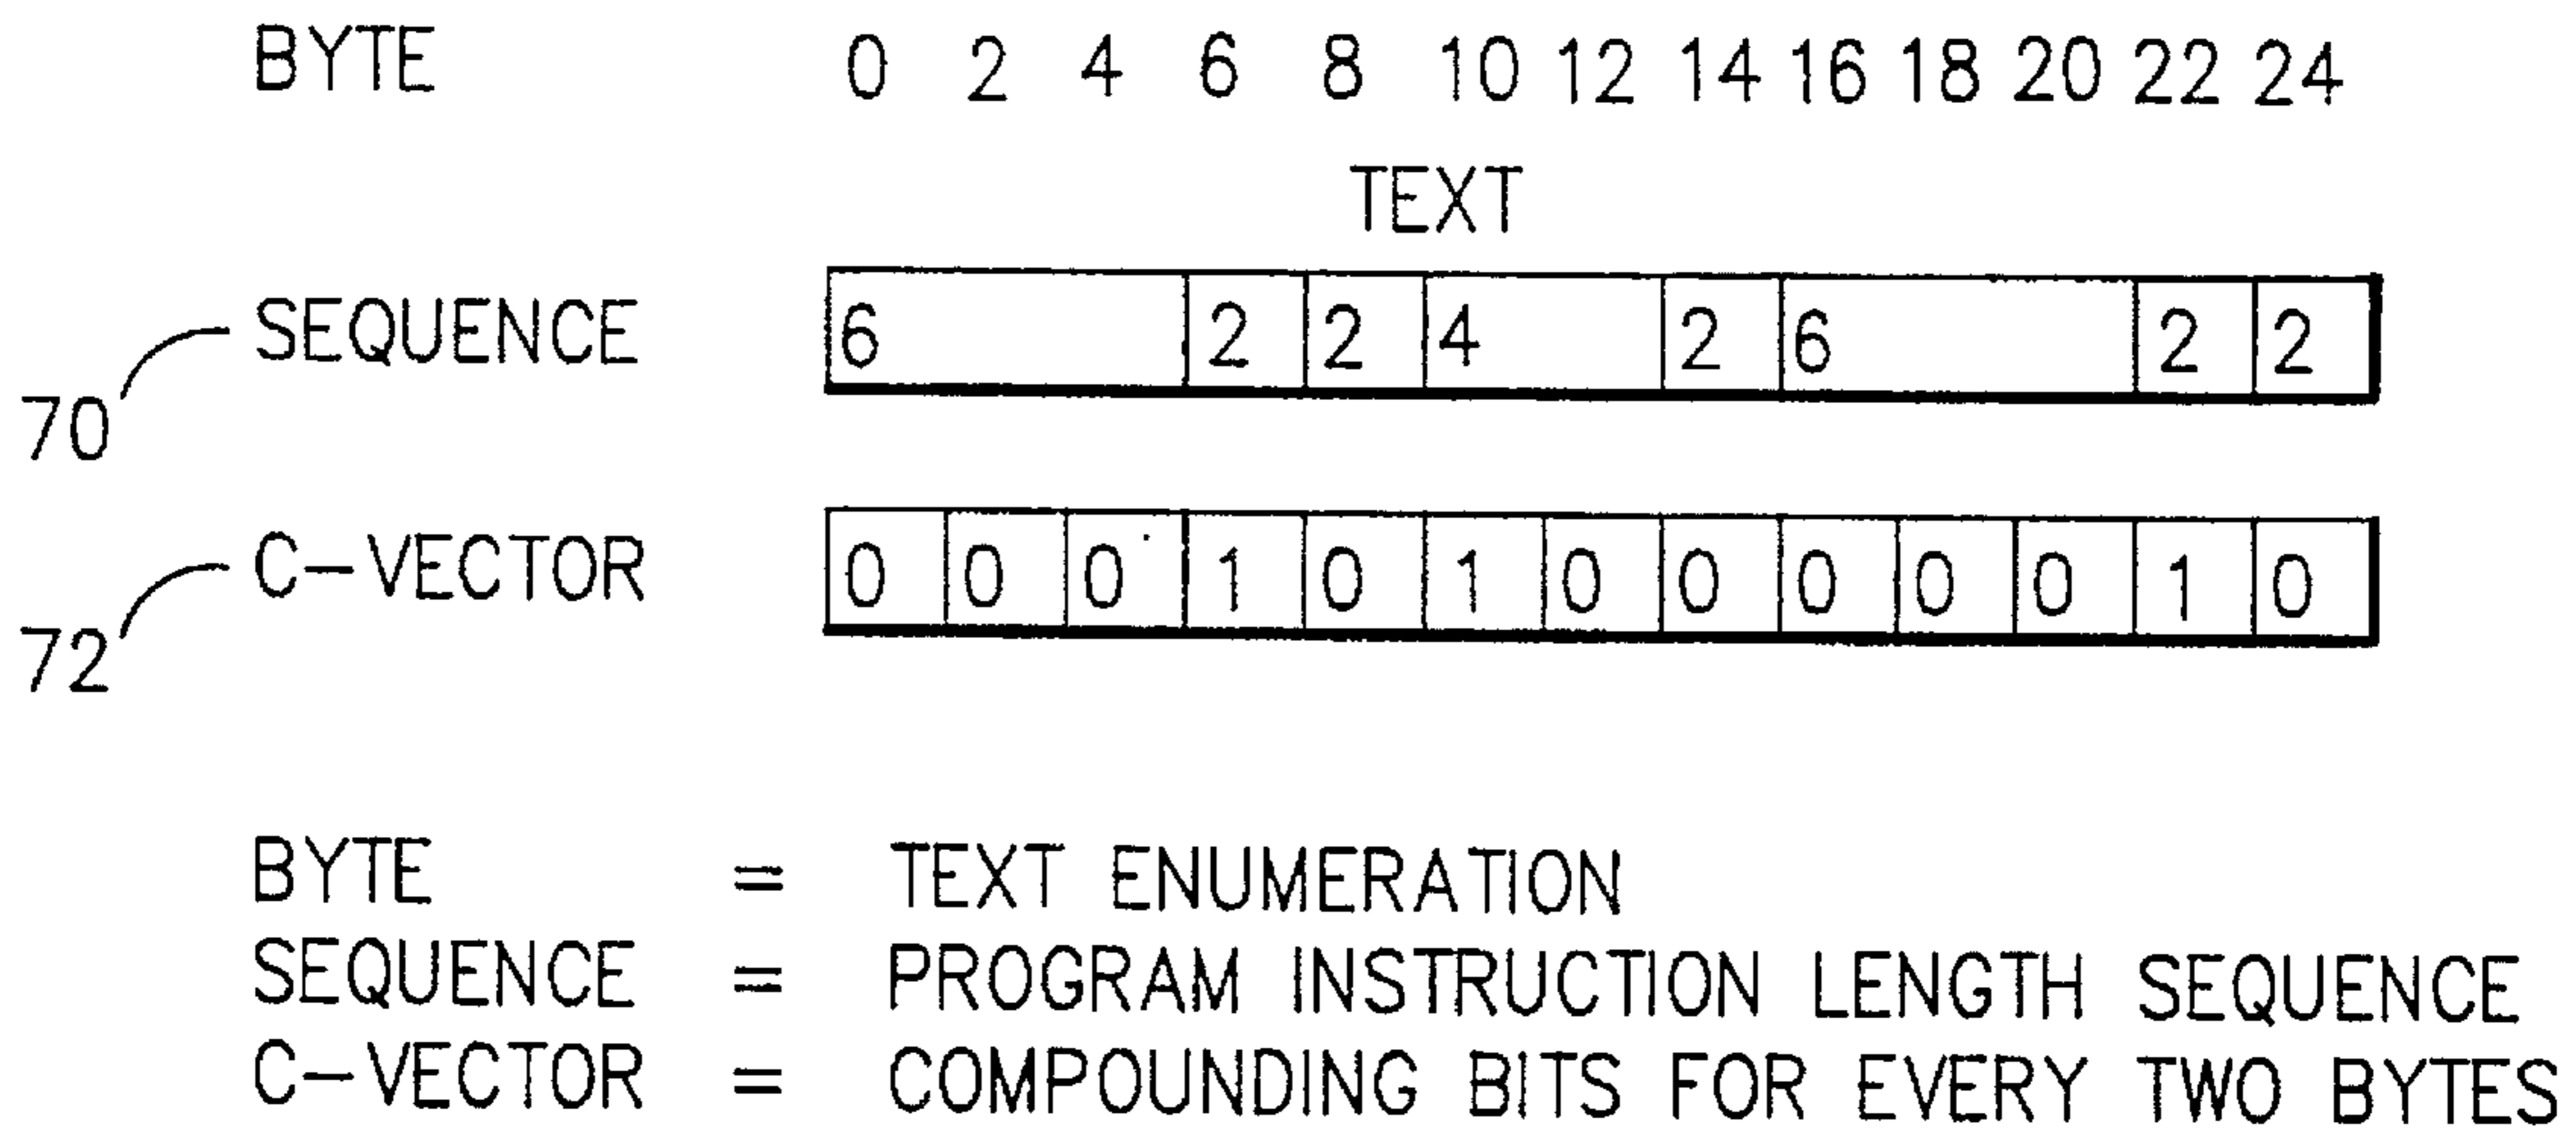 BYTE 0 2 4 6 8 10 12 14 16 18 20 22 24
TEXT
SEQUENCE 6 2 2 4 2 6 2 2
70
C-VECTOR 0 0 0 1 0 1 0 0 0 0 0 1 0
72
BYTE = TEXT ENUMERATION
SEQUENCE = PROGRAM INSTRUCTION LENGTH SEQUENCE
C-VECTOR = COMPOUNDING BITS FOR EVERY TWO BYTES